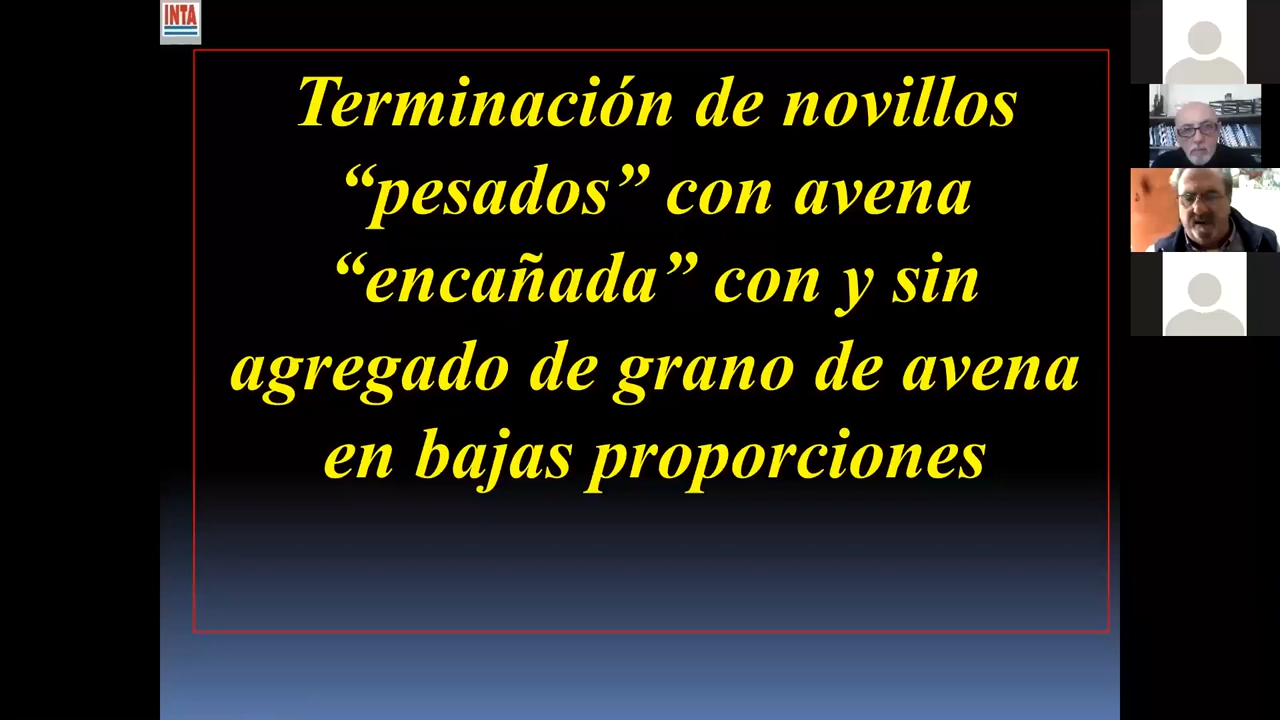 INTA
Terminación de novillos
“pesados” con avena
“encañada” con y sin
agregado de grano de avena
en bajas proporciones